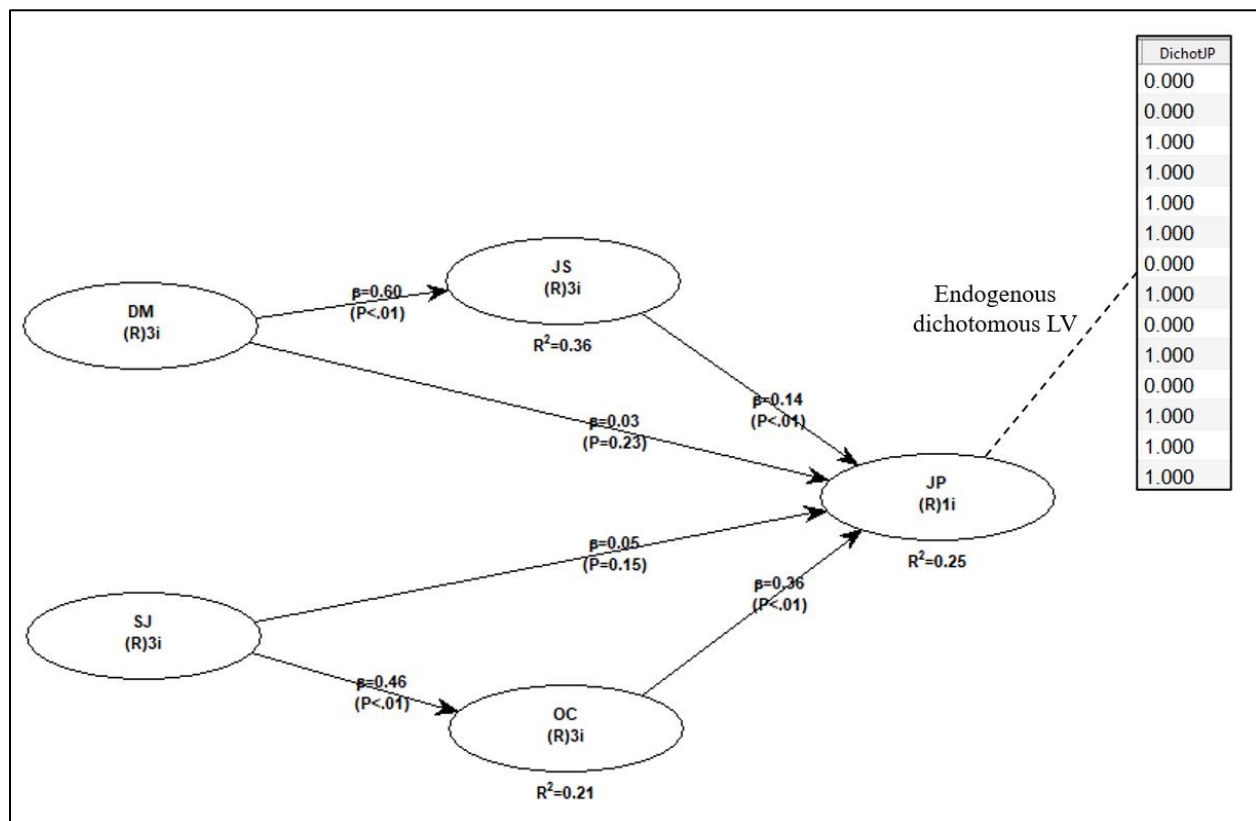 DichotJP
0.000
0.000
1.000
1.000
1.000
1.000
0.000
1.000
0.000
1.000
0.000
1.000
1.000
1.000
Endogenous
dichotomous LV
JS
(R)3i
R²=0.36
DM
(R)3i
β=0.60
(P<.01)
β=0.03
(P=0.23)
β=0.14
(P<.01)
JP
(R)1i
R²=0.25
β=0.05
(P=0.15)
β=0.36
(P<.01)
SJ
(R)3i
β=0.46
(P<.01)
OC
(R)3i
R²=0.21